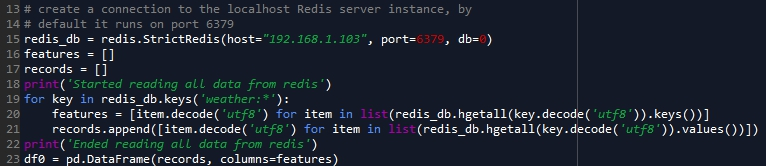 13 # create a connection to the localhost Redis server instance, by
14 # default it runs on port 6379
15 redis_db = redis.StrictRedis(host="192.168.1.103", port=6379, db=0)
16 features = []
17 records = []
18 print('Started reading all data from redis')
19 for key in redis_db.keys('weather:*'):
20     features = [item.decode('utf8') for item in list(redis_db.hgetall(key.decode('utf8')).keys())]
21     records.append([item.decode('utf8') for item in list(redis_db.hgetall(key.decode('utf8')).values())])
22 print('Ended reading all data from redis')
23 df0 = pd.DataFrame(records, columns=features)